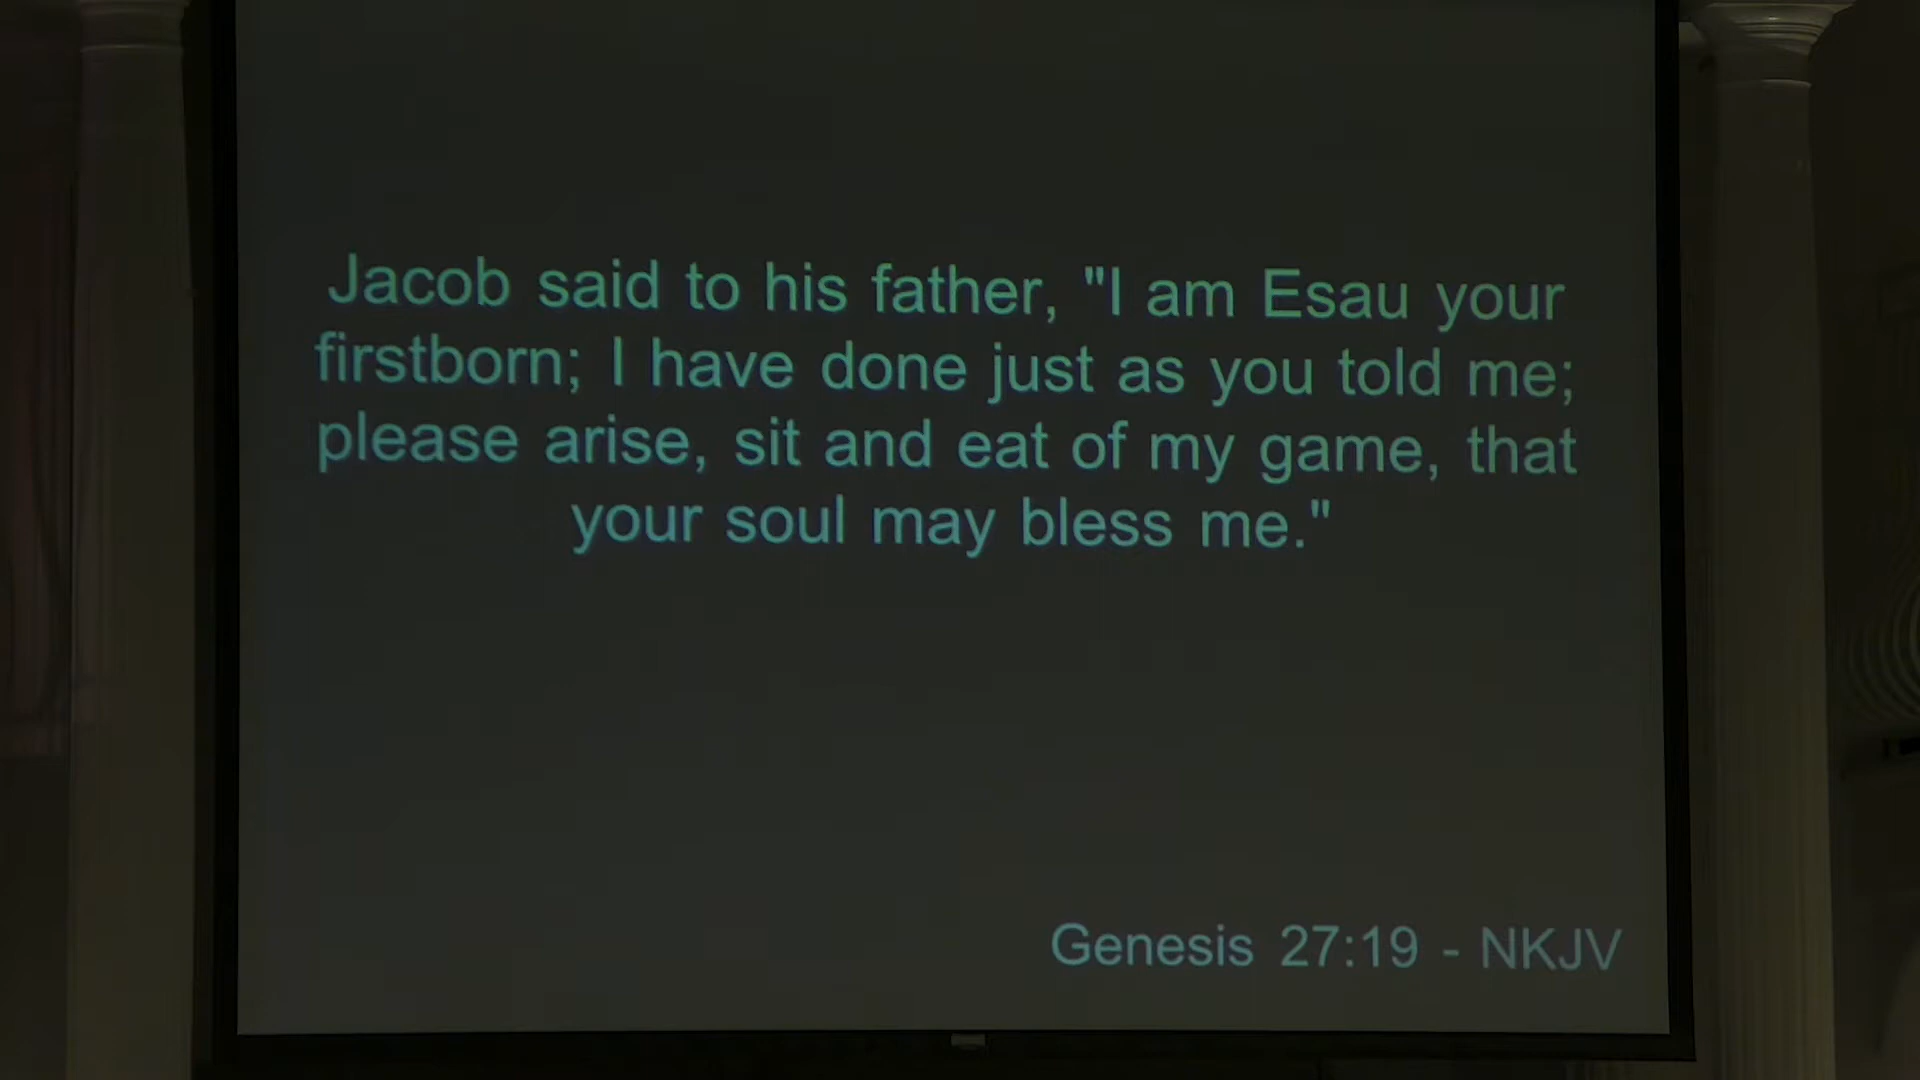 Jacob said to his father, "I am Esau your
firstborn; I have done just as you told me;
please arise, sit and eat of my game, that
your soul may bless me."
Genesis 27:19 - NKJV